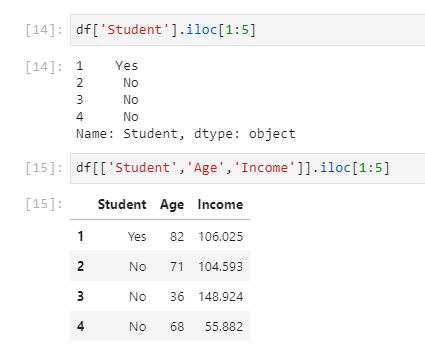 [14]: df['Student'].iloc[1:5]
[14]: 1 Yes
2 No
3 No
4 No
Name: Student, dtype: object
[15]: df[['Student','Age','Income']].iloc[1:5]
[15]: Student Age Income
1 Yes 82 106.025
2 No 71 104.593
3 No 36 148.924
4 No 68 55.882